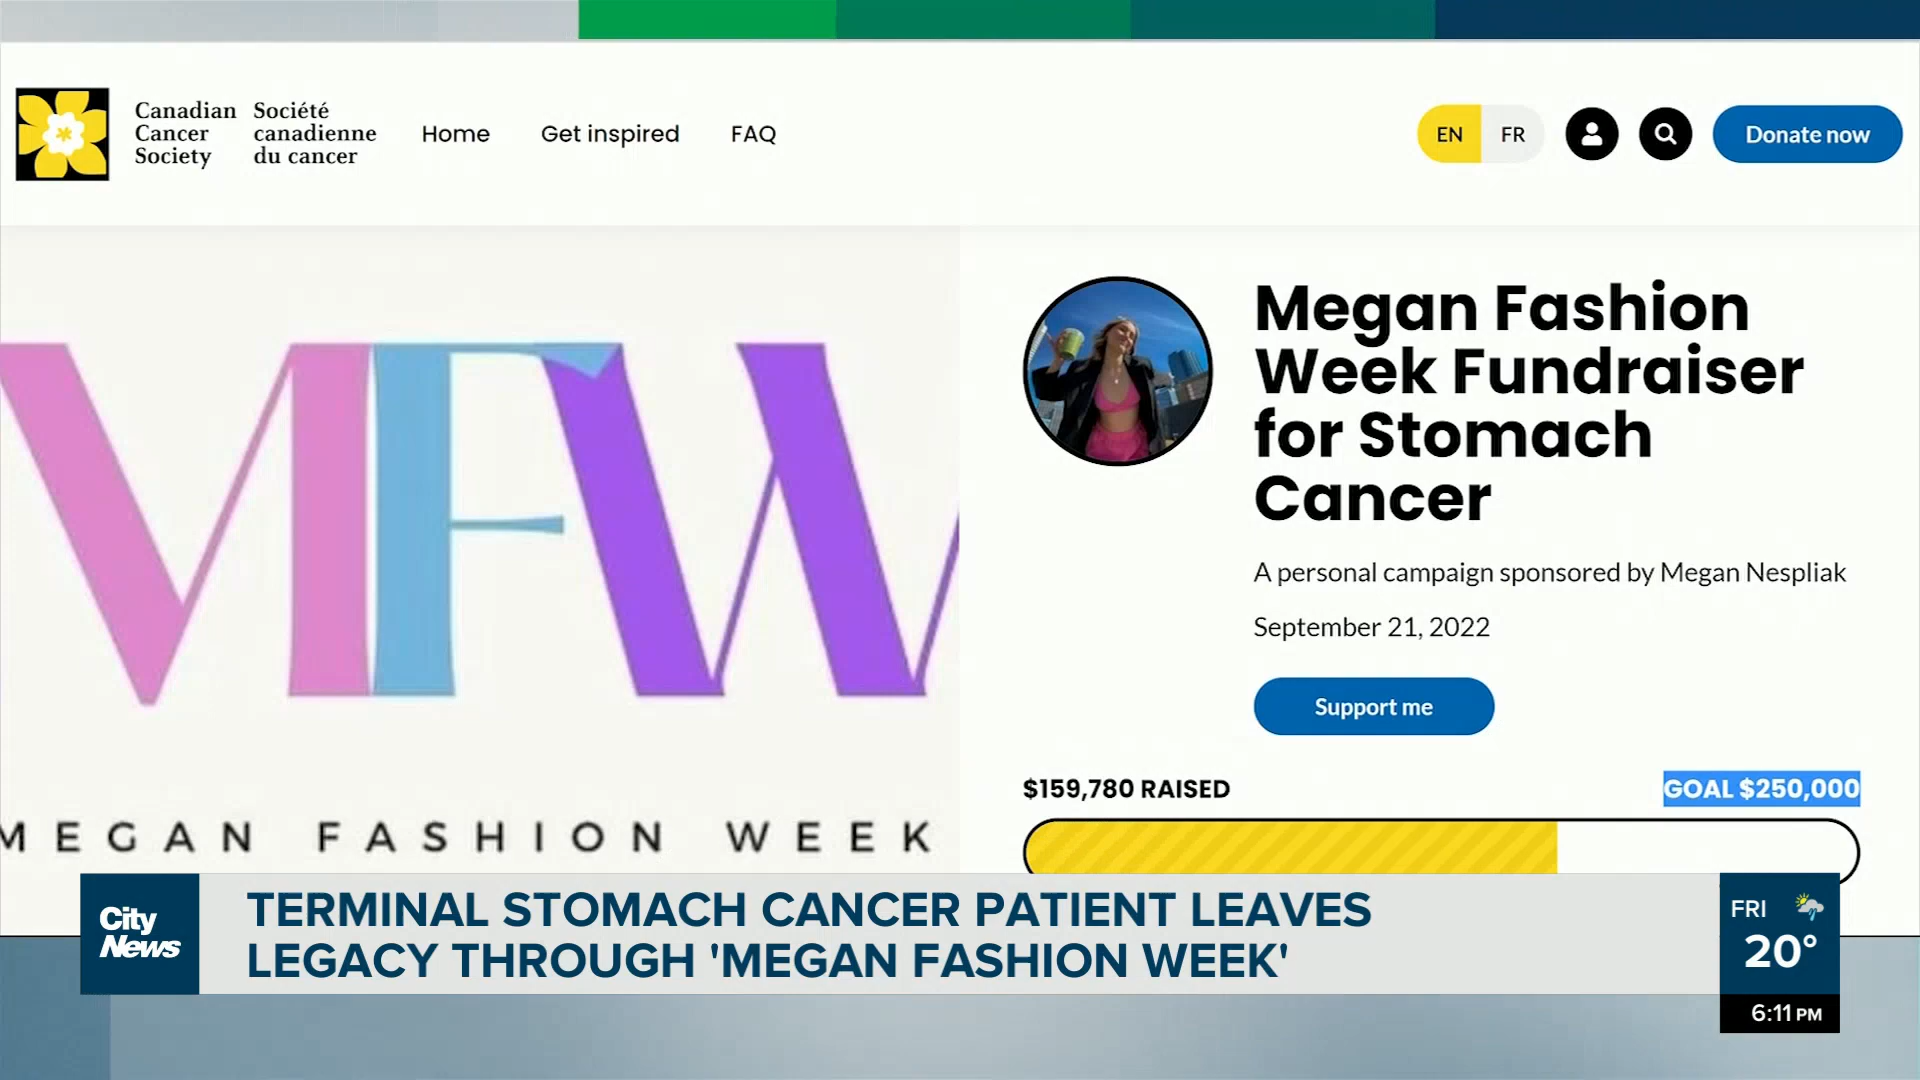 Canadian Cancer Society
Société canadienne du cancer
Home
Get inspired
FAQ
EN
FR
Donate now
MFW
MEGAN FASHION WEEK
Megan Fashion
Week Fundraiser
for Stomach
Cancer
A personal campaign sponsored by Megan Nespliak
September 21, 2022
Support me
$159,780 RAISED
GOAL $250,000
City
News
TERMINAL STOMACH CANCER PATIENT LEAVES
LEGACY THROUGH 'MEGAN FASHION WEEK'
FRI
20°
6:11 PM